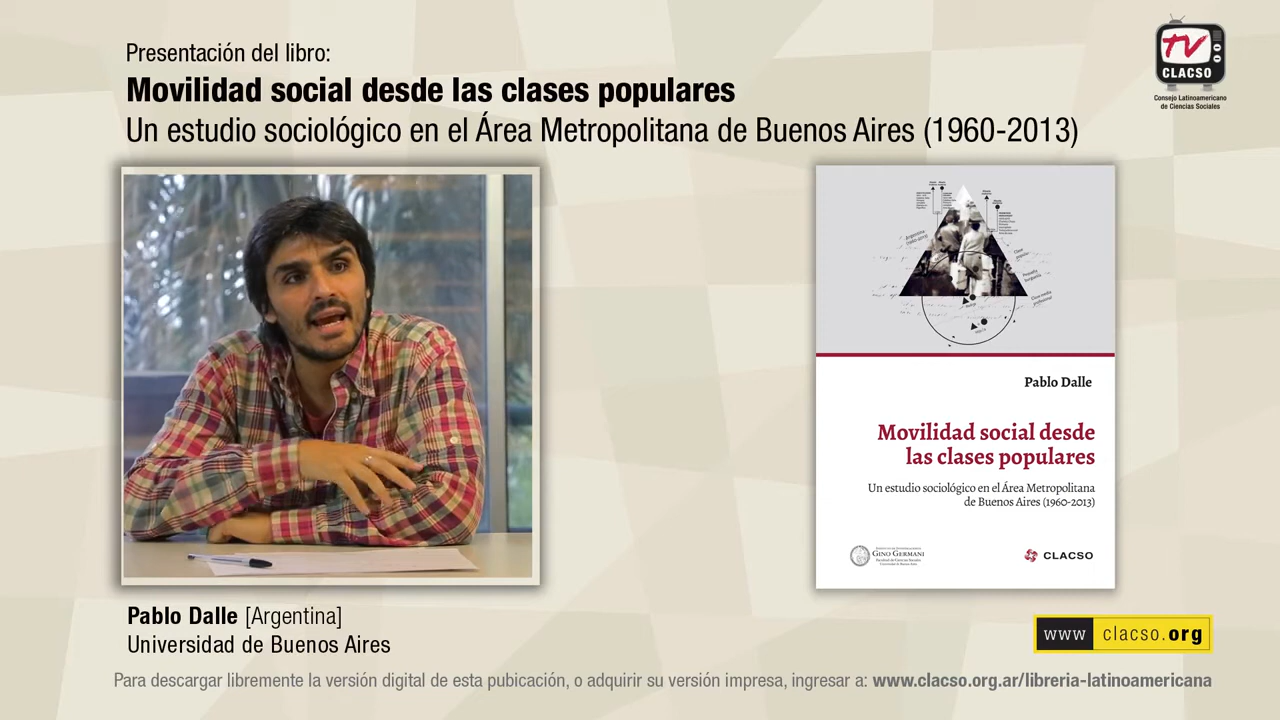 Presentación del libro:
Movilidad social desde las clases populares
Un estudio sociológico en el Área Metropolitana de Buenos Aires (1960-2013)
TV
CLACSO
Consejo Latinoamericano
de Ciencias Sociales
Pablo Dalle
Movilidad social desde
las clases populares
Un estudio sociológico en el Área Metropolitana
de Buenos Aires (1960-2013)
GINO GERMANI
CLACSO
Pablo Dalle [Argentina]
Universidad de Buenos Aires
www clacso.org
Para descargar libremente la versión digital de esta pubicación, o adquirir su versión impresa, ingresar a: www.clacso.org.ar/libreria-latinoamericana